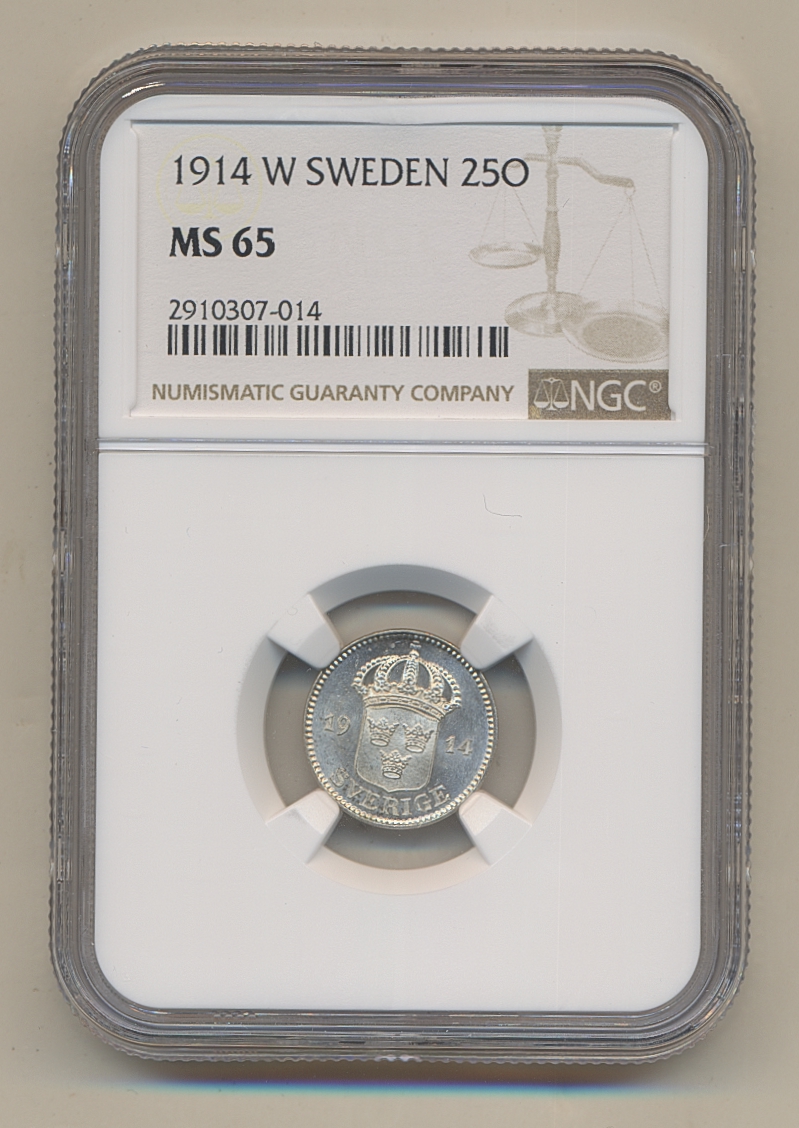 1914 W SWEDEN 25O
MS 65
2910307-014
NUMISMATIC GUARANTY COMPANY NGC®
19 14
SVERIGE